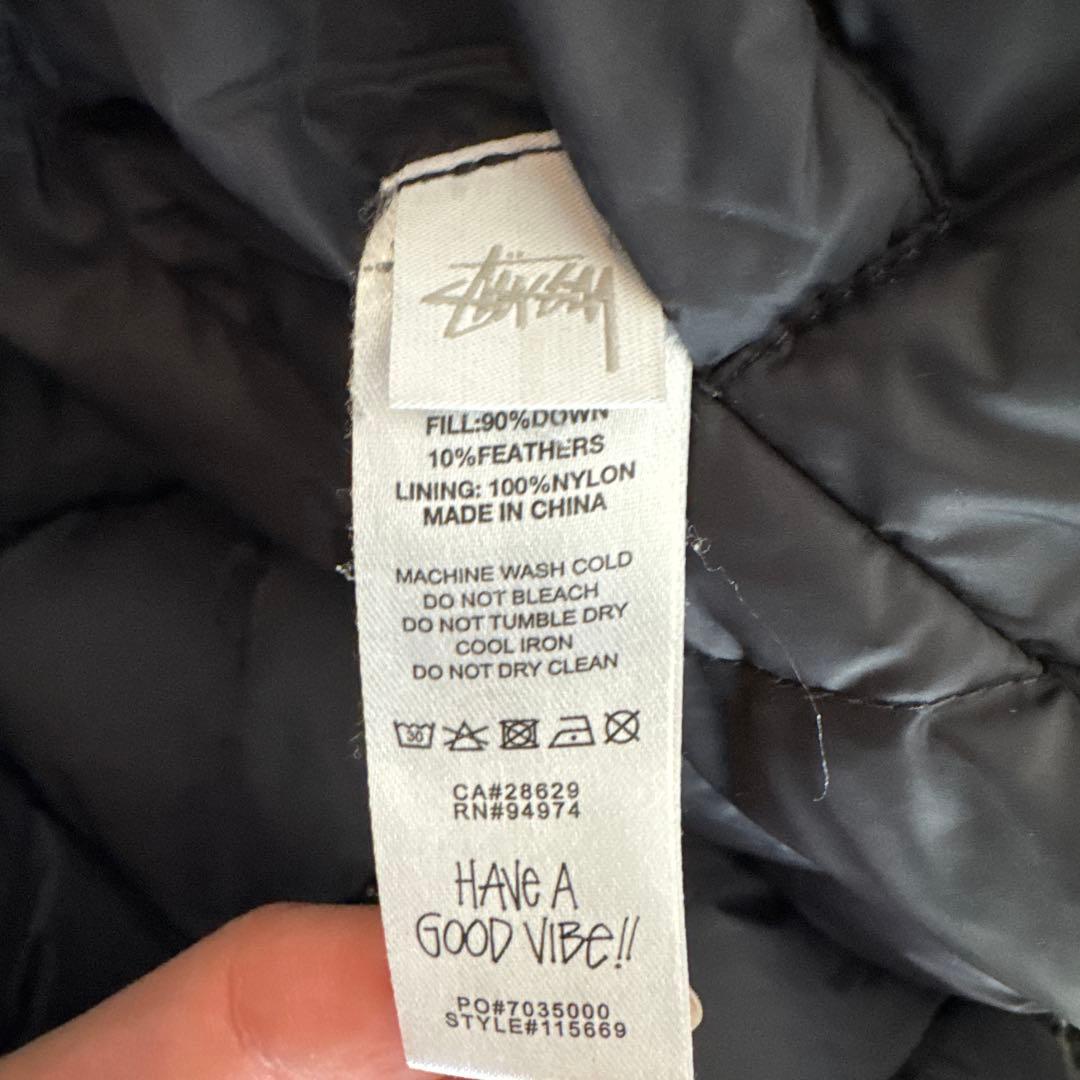 STÜSSY
FILL:90%DOWN
10%FEATHERS
LINING: 100%NYLON
MADE IN CHINA
MACHINE WASH COLD
DO NOT BLEACH
DO NOT TUMBLE DRY
COOL IRON
DO NOT DRY CLEAN
30
CA#28629
RN#94974
HAVE A
GOOD VIBE!!
PO#7035000
STYLE#115669